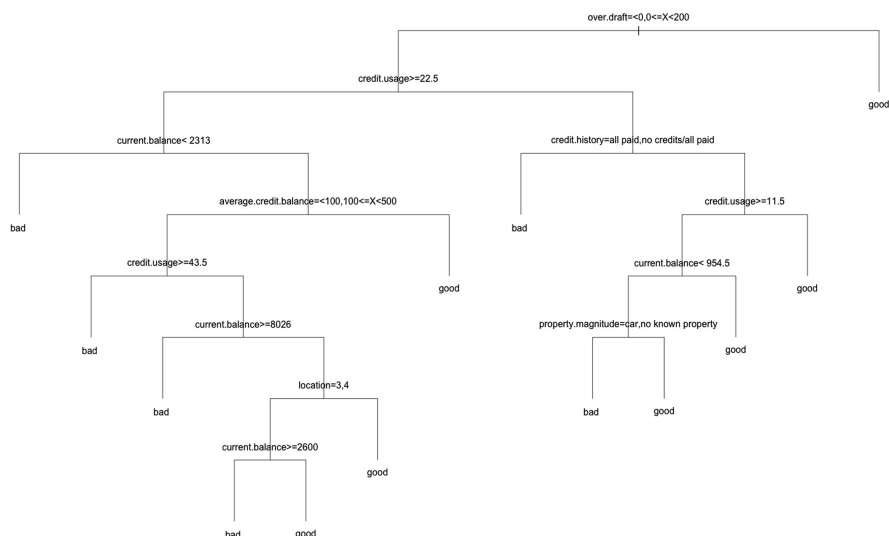 over.draft=<0,0<=X<200
credit.usage>=22.5
good
current.balance< 2313
credit.history=all paid,no credits/all paid
bad
average.credit.balance=<100,100<=X<500
bad
credit.usage>=11.5
credit.usage>=43.5
good
current.balance< 954.5
good
bad
current.balance>=8026
property.magnitude=car,no known property
good
bad
location=3,4
bad
good
current.balance>=2600
good
bad
good